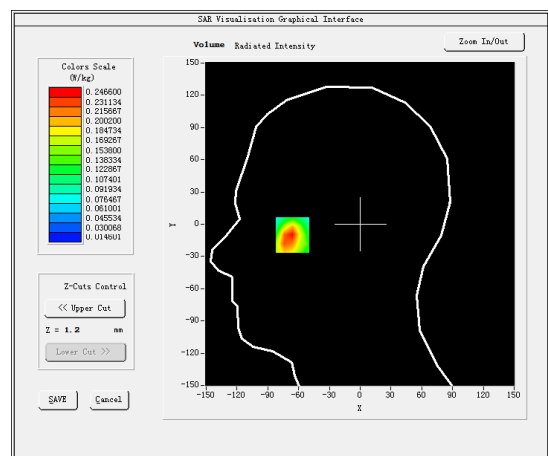 SAR Visualisation Graphical Interface
Volume Radiated Intensity
Zoom In/Out
Colors Scale
(W/kg)
0.246600
0.231134
0.215667
0.200200
0.184734
0.169267
0.153800
0.138334
0.122867
0.107401
0.091934
0.076467
0.061001
0.045534
0.030068
0.014601
Z-Cuts Control
<< Upper Cut
Z = 1.2 mm
Lower Cut >>
SAVE
Cancel
150
120
90
60
30
0
-30
-60
-90
-120
-150
Y
-150 -120 -90 -60 -30 0 30 60 90 120 150
X